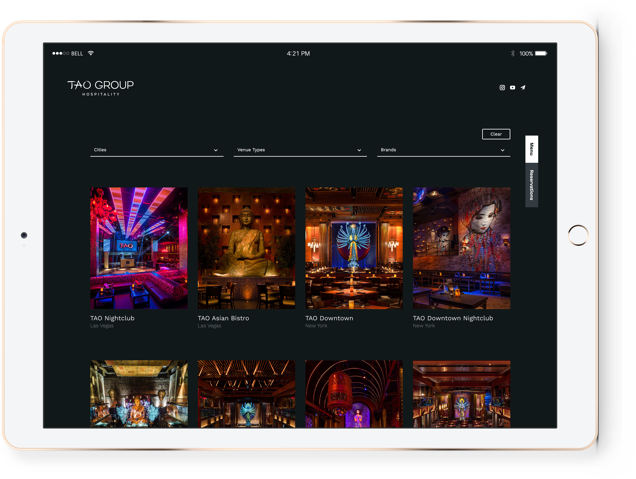 BELL
4:21 PM
100%
TAO GROUP
HOSPITALITY
Clear
Cities
Venue Types
Brands
Menu
Reservations
TAO
TAO Nightclub
Las Vegas
TAO Asian Bistro
Las Vegas
TAO Downtown
New York
TAO Downtown Nightclub
New York